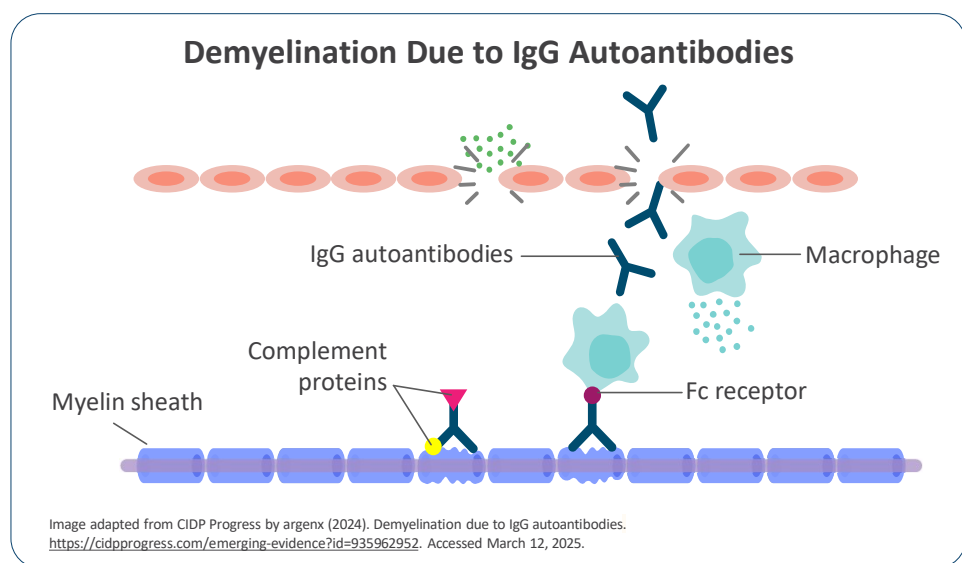 Demyelination Due to IgG Autoantibodies
IgG autoantibodies
Macrophage
Complement
proteins
Fc receptor
Myelin sheath
Image adapted from CIDP Progress by argenx (2024). Demyelination due to IgG autoantibodies.
https://cidpprogress.com/emerging-evidence?id=935962952. Accessed March 12, 2025.